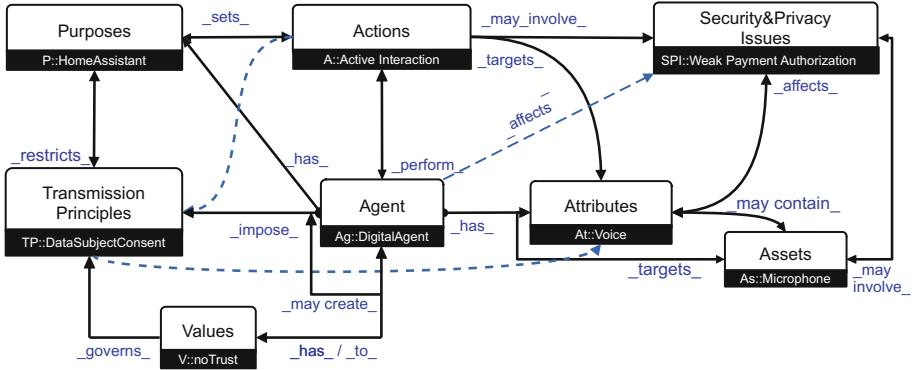 Purposes
P::HomeAssistant
_sets_
Actions
A::Active Interaction
_may_involve_
_targets_
Security&Privacy
Issues
SPI::Weak Payment Authorization
_affects_
_affects_
_restricts_
_has_
_perform_
Transmission
Principles
TP::DataSubjectConsent
_impose_
Agent
Ag::DigitalAgent
_has_
Attributes
At::Voice
_may contain_
Assets
As::Microphone
_targets_
_may
involve_
_may create_
Values
V::noTrust
_governs_
_has_ / _to_